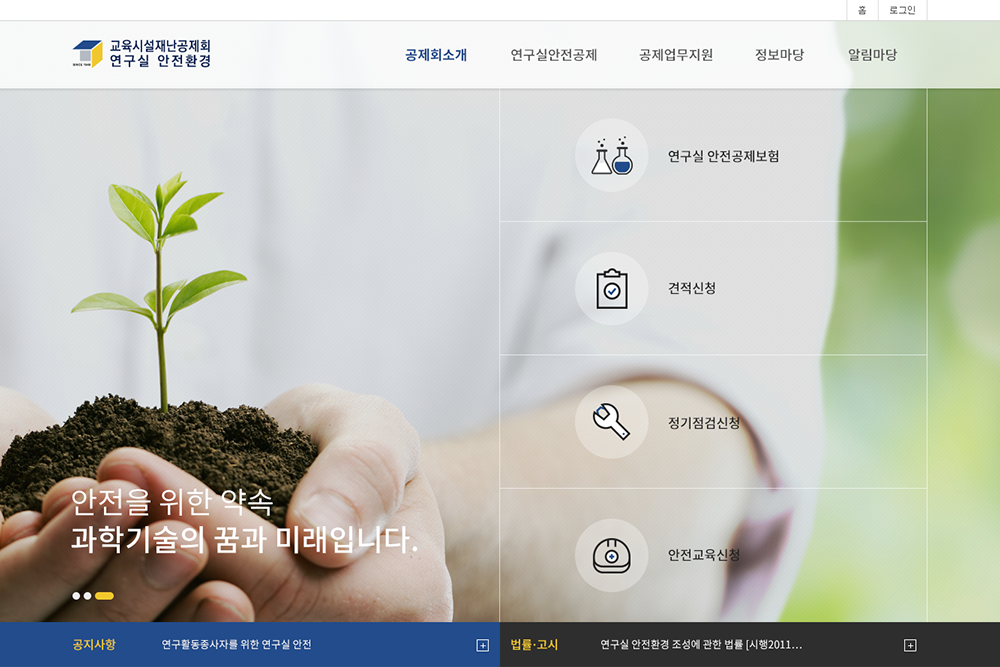 홈 로그인
교육시설재난공제회
연구실 안전환경
SINCE 1948
공제회소개 연구실안전공제 공제업무지원 정보마당 알림마당
연구실 안전공제보험
견적신청
정기점검신청
안전교육신청
안전을 위한 약속
과학기술의 꿈과 미래입니다.
공지사항 연구활동종사자를 위한 연구실 안전
법률·고시 연구실 안전환경 조성에 관한 법률 [시행2011...